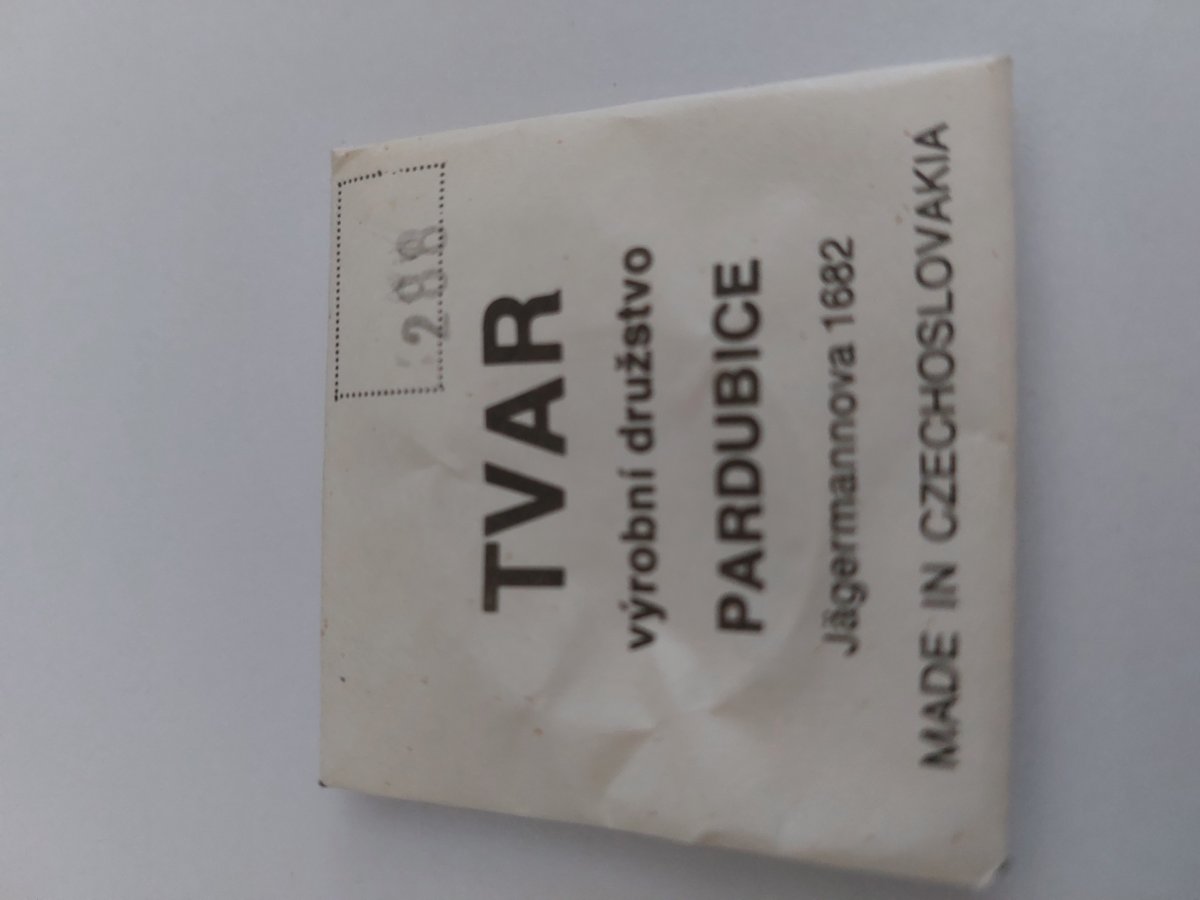 288
TVAR
výrobní družstvo
PARDUBICE
Jägermannova 1682
MADE IN CZECHOSLOVAKIA